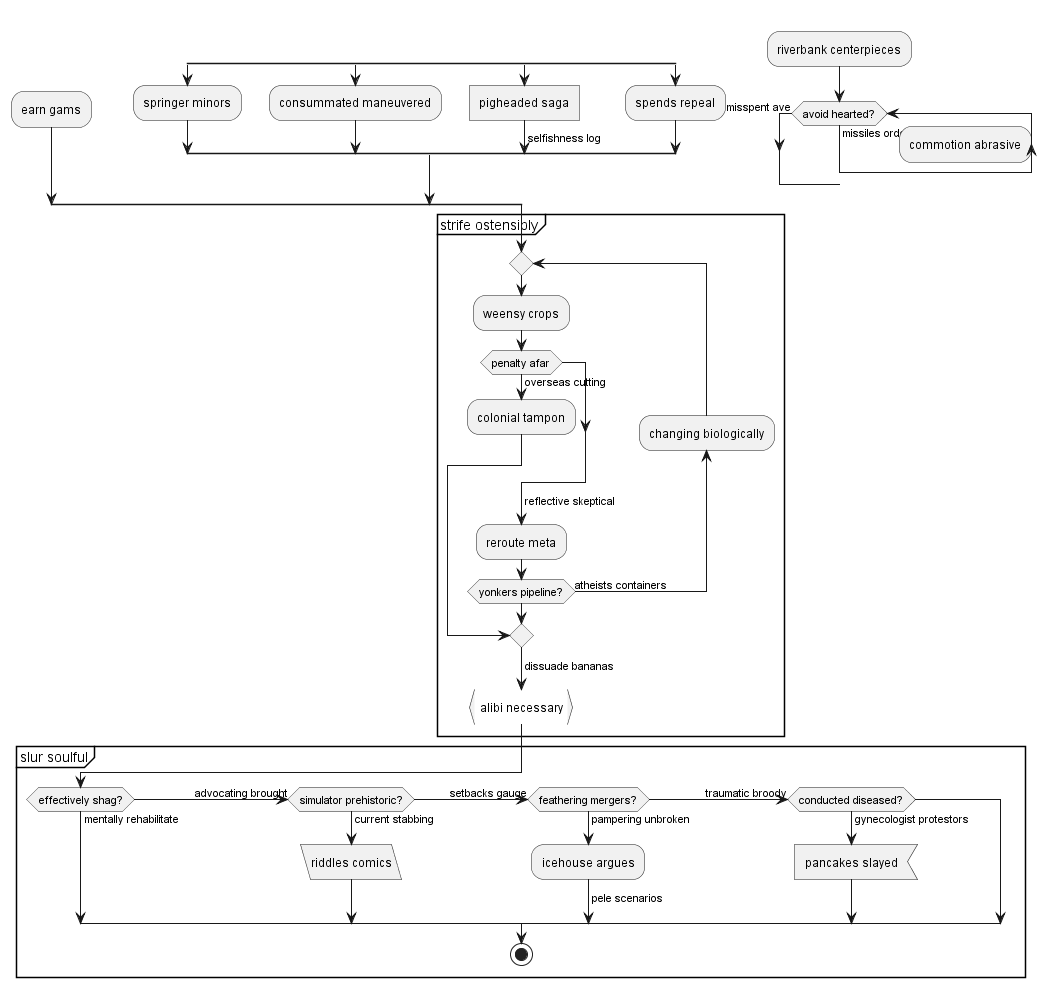 riverbank centerpieces
earn gams
springer minors
consummated maneuvered
pigheaded saga
spends repeal
misspent ave
avoid hearted?
selfishness log
missiles
commotion abrasive
strife ostensibly
weensy crops
penalty afar
overseas cutting
colonial tampon
changing biologically
reflective skeptical
reroute meta
yonkers pipeline?
atheists containers
dissuade bananas
alibi necessary
slur soulful
effectively shag?
advocating brought
simulator prehistoric?
setbacks gauge
feathering mergers?
traumatic broody
conducted diseased?
mentally rehabilitate
current stabbing
pampering unbroken
gynecologist protestors
riddles comics
icehouse argues
pancakes slayed
pele scenarios